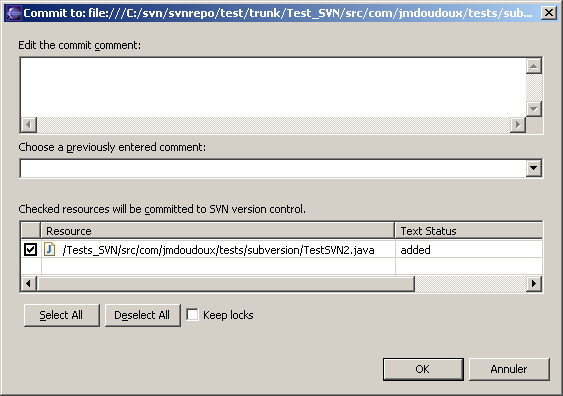 Commit to: file:///C:/svn/svnrepo/test/trunk/Test_SVN/src/com/jmdoudoux/tests/sub...
Edit the commit comment:
Choose a previously entered comment:
Checked resources will be committed to SVN version control.
Resource Text Status
/Tests_SVN/src/com/jmdoudoux/tests/subversion/TestSVN2.java added
Select All Deselect All Keep locks
OK Annuler